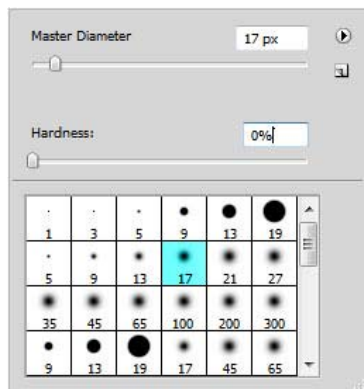 Master Diameter 17 px
Hardness: 0%
1 3 5 9 13 19
5 9 13 17 21 27
35 45 65 100 200 300
9 13 19 17 45 65